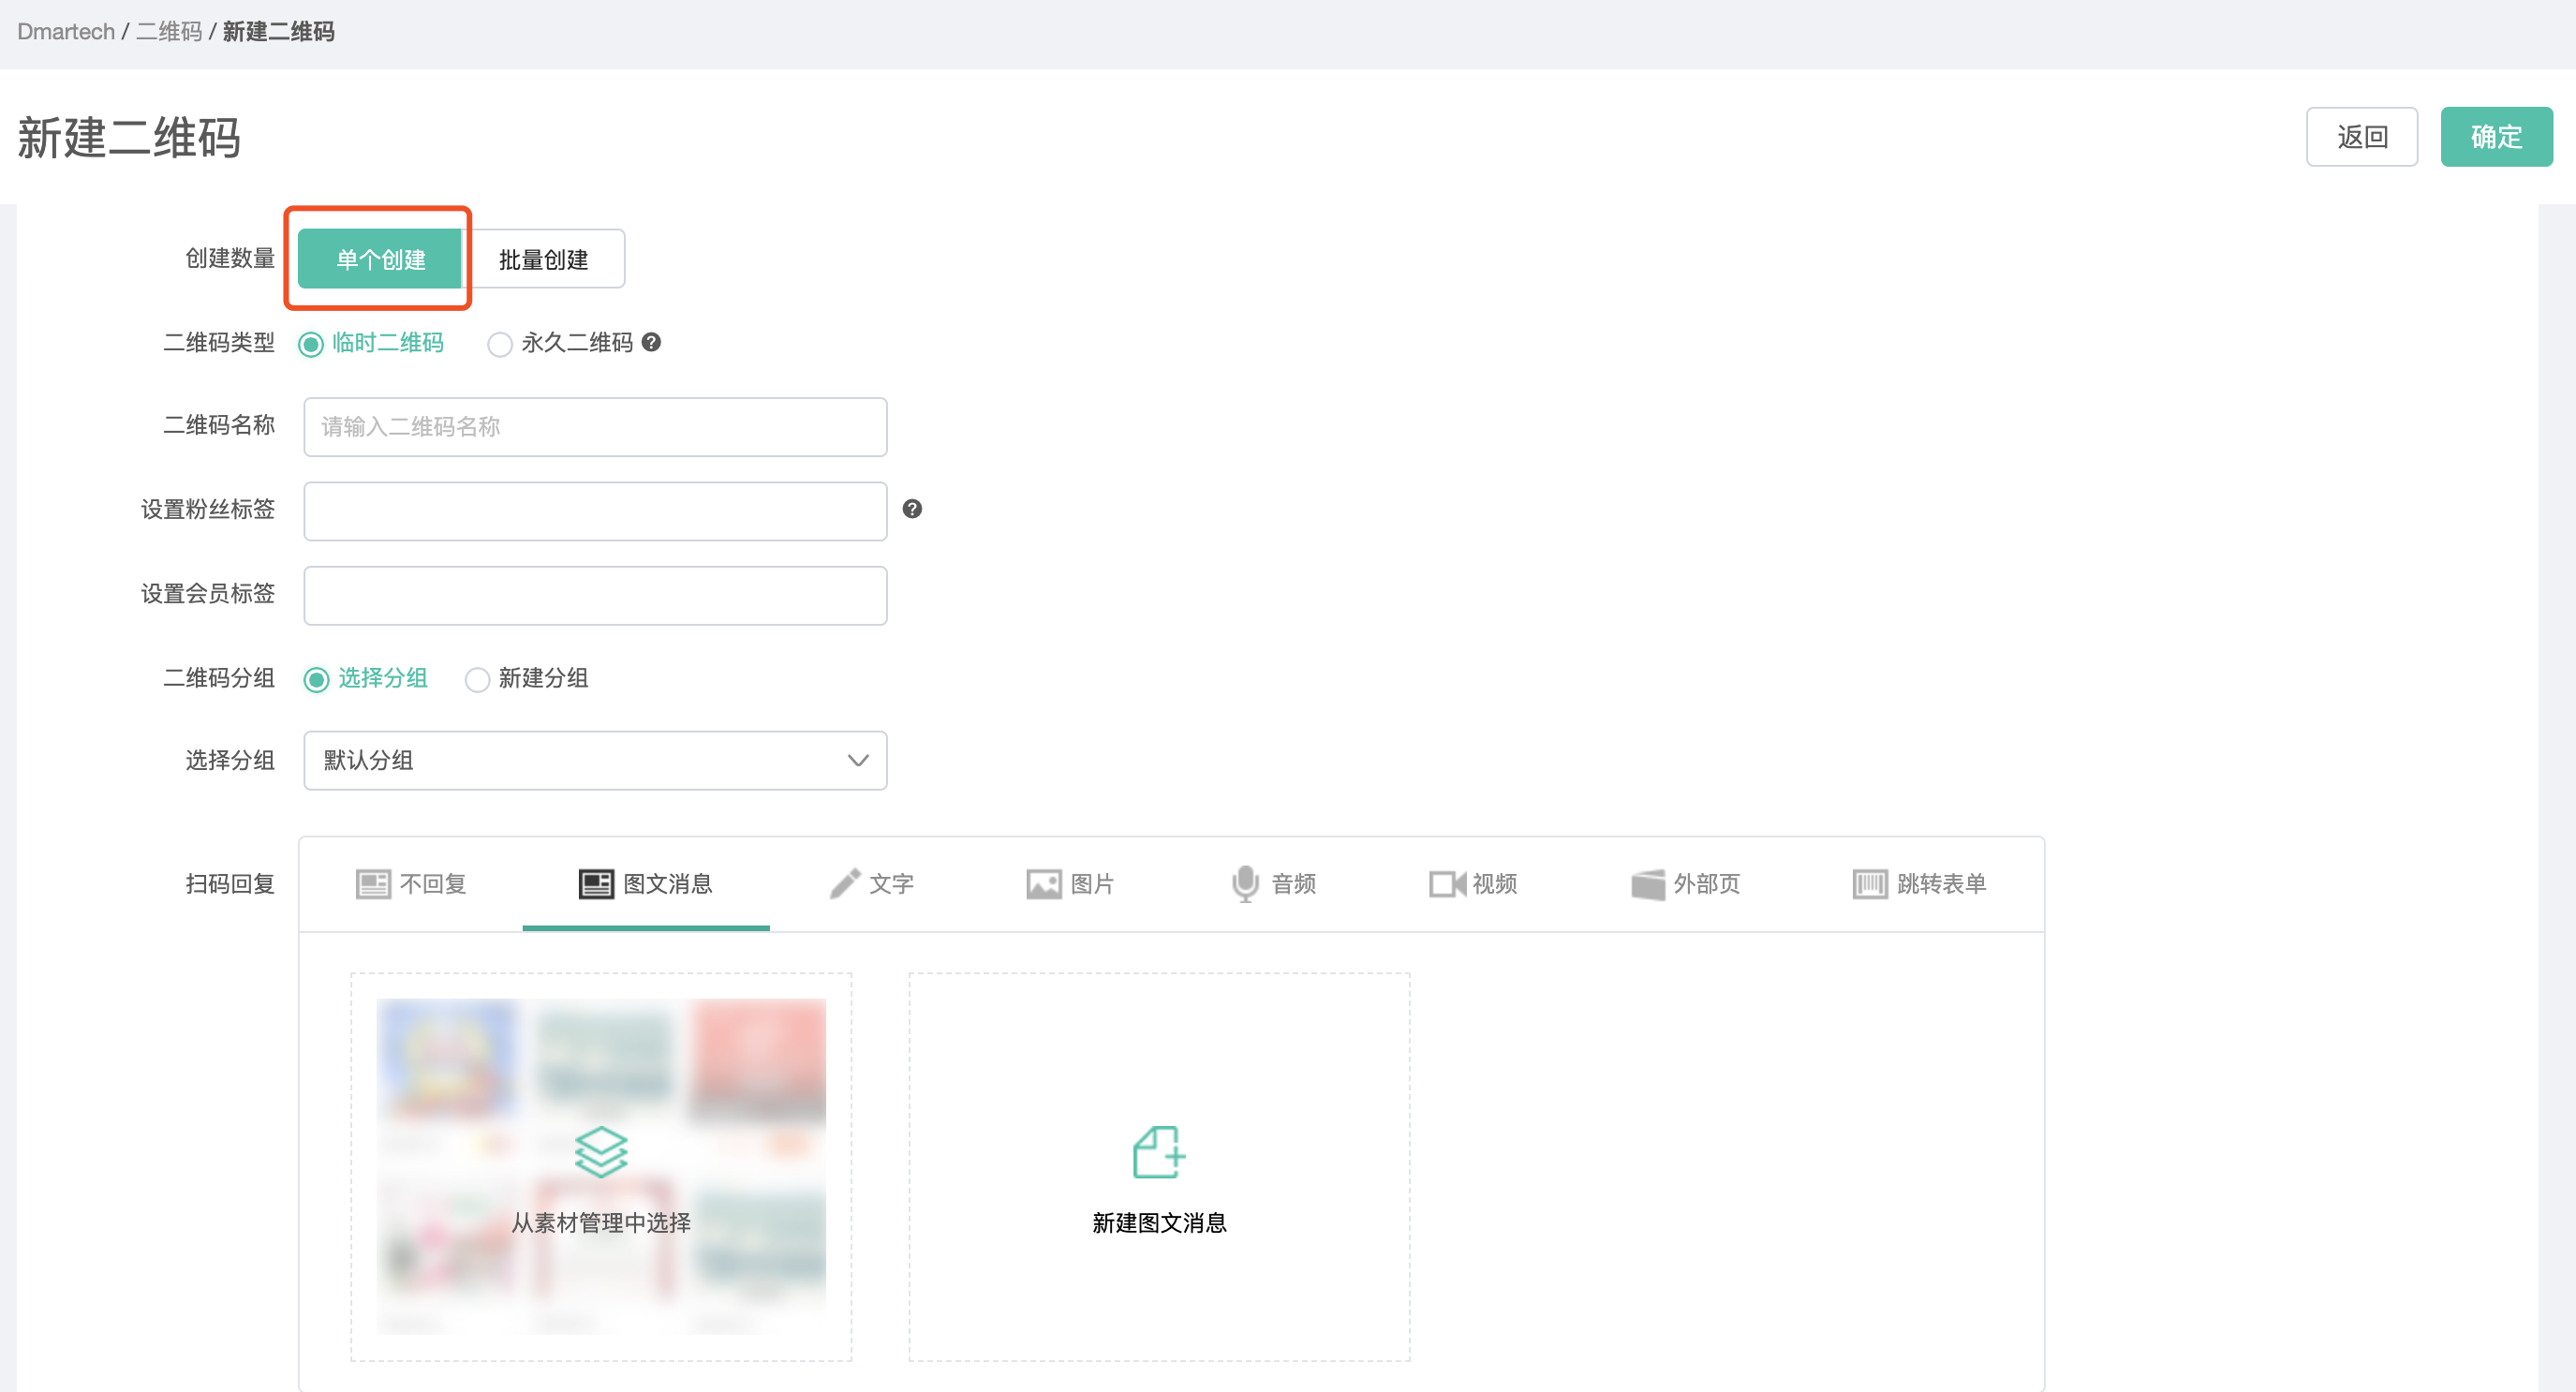 Dmartech / 二维码 / 新建二维码
新建二维码
返回
确定
创建数量
单个创建
批量创建
二维码类型
临时二维码
永久二维码
二维码名称
请输入二维码名称
设置粉丝标签
设置会员标签
二维码分组
选择分组
新建分组
选择分组
默认分组
扫码回复
不回复
图文消息
文字
图片
音频
视频
外部页
跳转表单
从素材管理中选择
新建图文消息